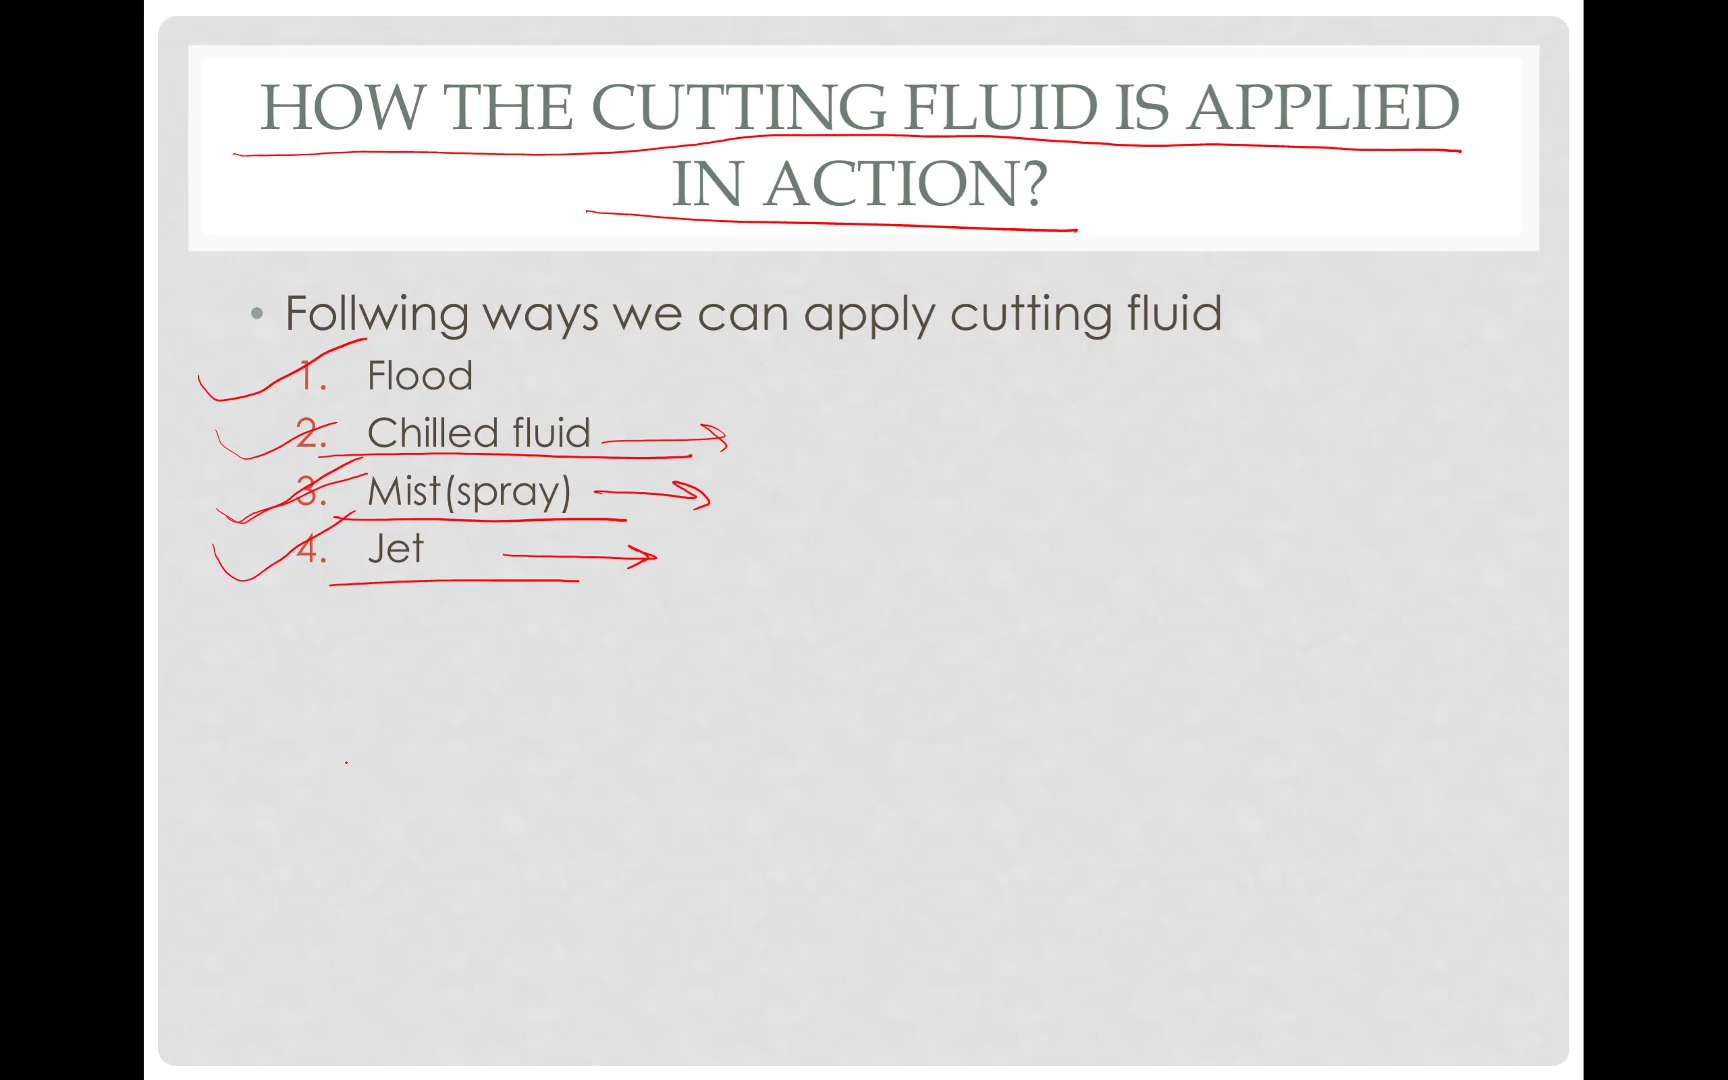 HOW THE CUTTING FLUID IS APPLIED
IN ACTION?
• Follwing ways we can apply cutting fluid
1. Flood
2. Chilled fluid
3. Mist(spray)
4. Jet